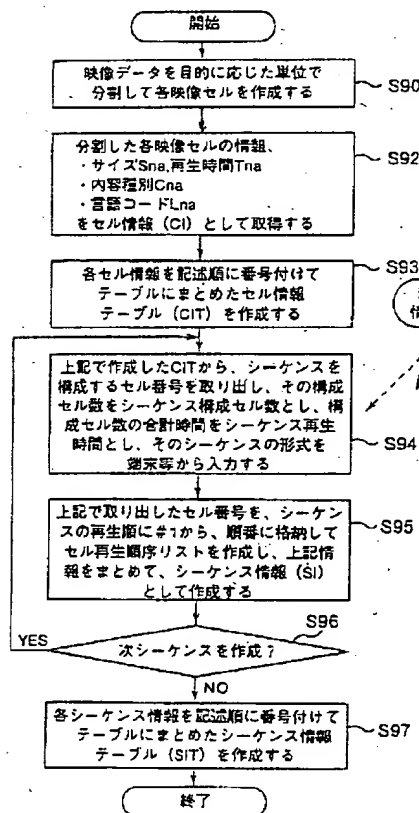 開始
映像データを目的に応じた単位で
分割して各映像セルを作成する
S90
分割した各映像セルの情報、
・サイズSna,再生時間Tna
・内容種別Cna
・言語コードLna
をセル情報(CI)として取得する
S92
各セル情報を記述順に番号付けて
テーブルにまとめたセル情報
テーブル(CIT)を作成する
S93
上記で作成したCITから、シーケンスを
構成するセル番号を取り出し、その構成
セル数をシーケンス構成セル数とし、構
成セル数の合計時間をシーケンス再生
時間とし、そのシーケンスの形式を
端末等から入力する
S94
上記で取り出したセル番号を、シーケン
スの再生順に#1から、順番に格納して
セル再生順序リストを作成し、上記情
報をまとめて、シーケンス情報(SI)
として作成する
S95
S96
次シーケンスを作成?
YES
NO
各シーケンス情報を記述順に番号付けて
テーブルにまとめたシーケンス情報
テーブル(SIT)を作成する
S97
終了